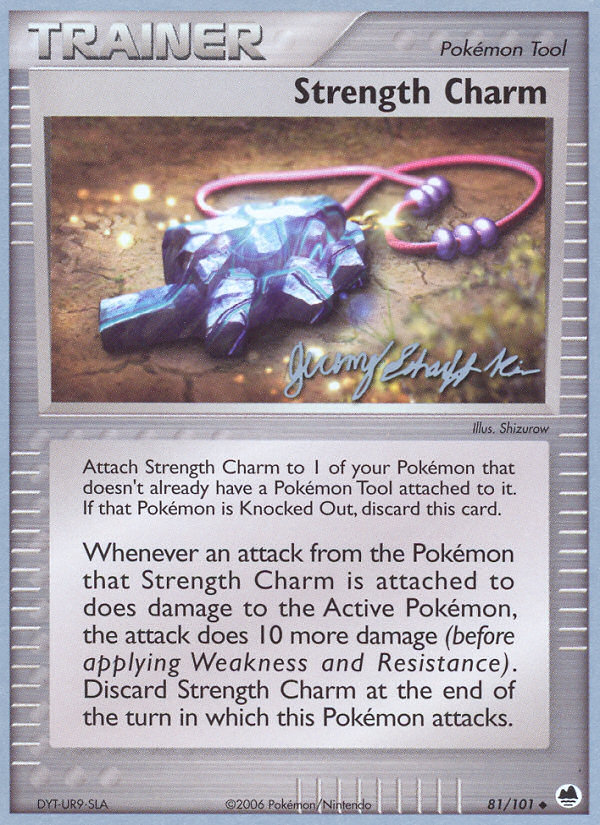 TRAINER
Pokémon Tool
Strength Charm
Jeremy Scharff-Kim
Illus. Shizurow
Attach Strength Charm to 1 of your Pokémon that
doesn't already have a Pokémon Tool attached to it.
If that Pokémon is Knocked Out, discard this card.
Whenever an attack from the Pokémon
that Strength Charm is attached to
does damage to the Active Pokémon,
the attack does 10 more damage (before
applying Weakness and Resistance).
Discard Strength Charm at the end of
the turn in which this Pokémon attacks.
DYT-UR9-SLA
©2006 Pokémon/Nintendo
81/101